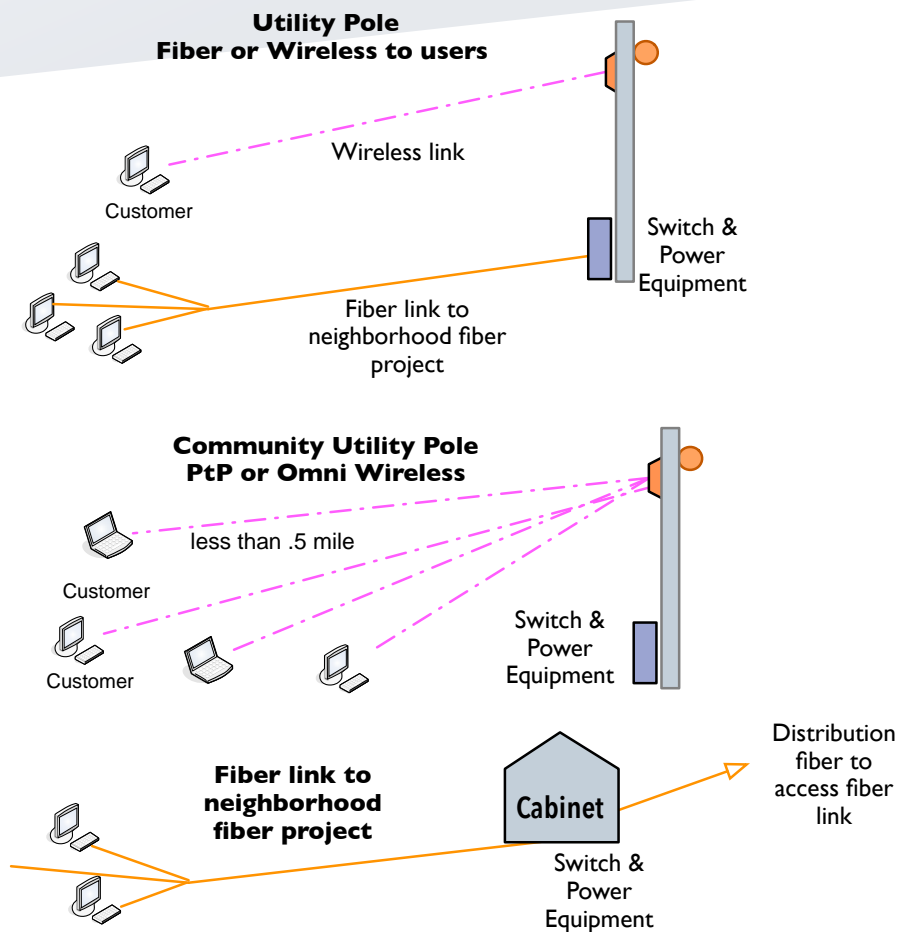 Utility Pole
Fiber or Wireless to users
Wireless link
Customer
Switch &
Power
Equipment
Fiber link to
neighborhood fiber
project
Community Utility Pole
PtP or Omni Wireless
less than .5 mile
Customer
Customer
Switch &
Power
Equipment
Distribution
fiber to
access fiber
link
Fiber link to
neighborhood
fiber project
Cabinet
Switch &
Power
Equipment